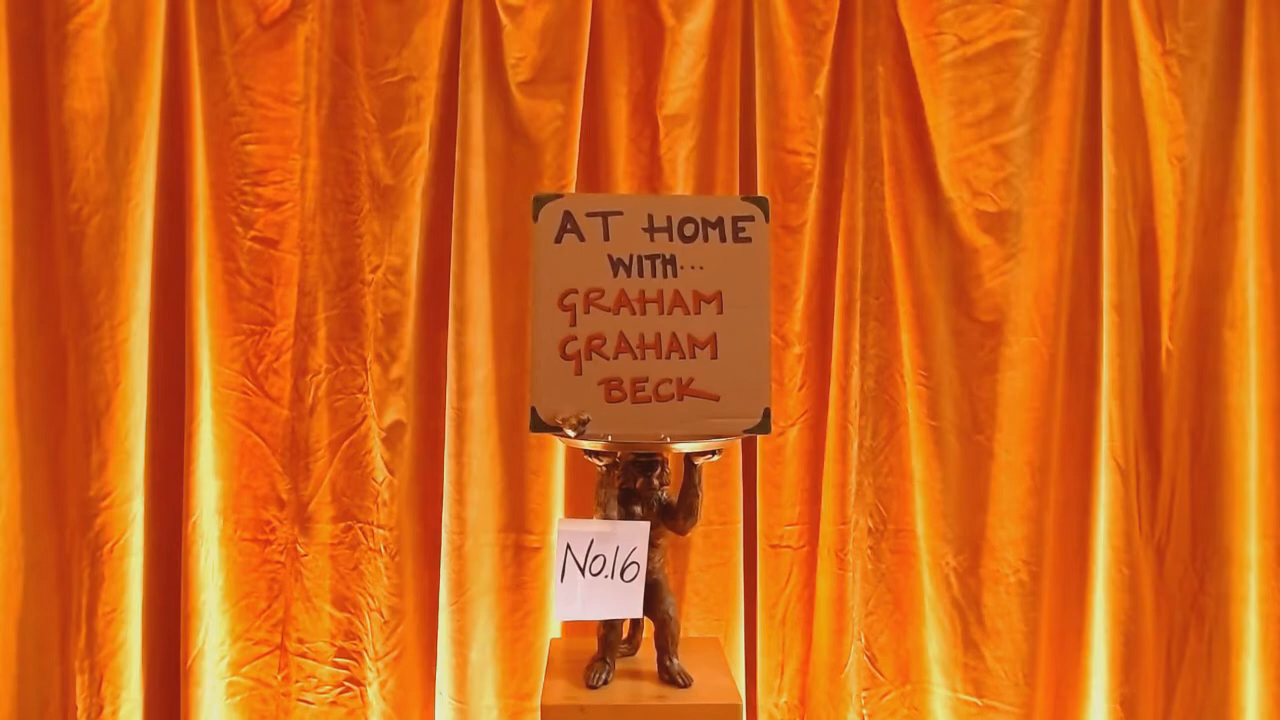 AT HOME
WITH...
GRAHAM
GRAHAM
BECK
No.16